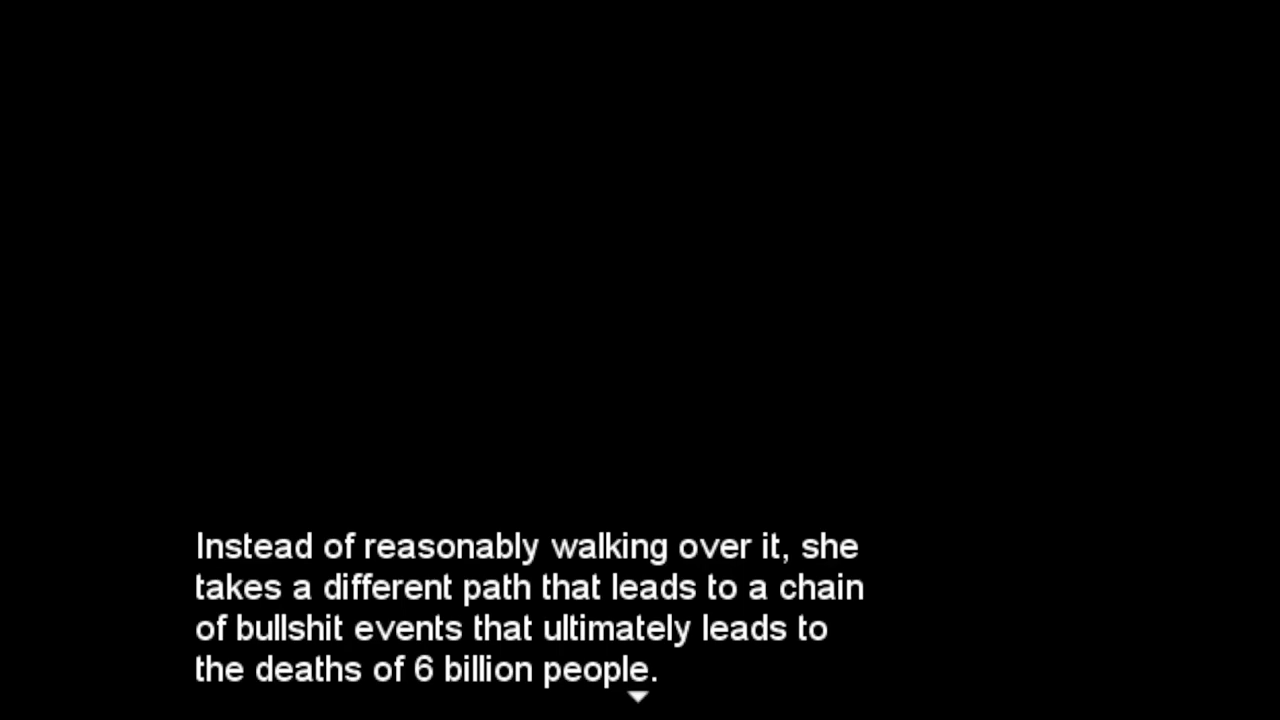 Instead of reasonably walking over it, she
takes a different path that leads to a chain
of bullshit events that ultimately leads to
the deaths of 6 billion people.